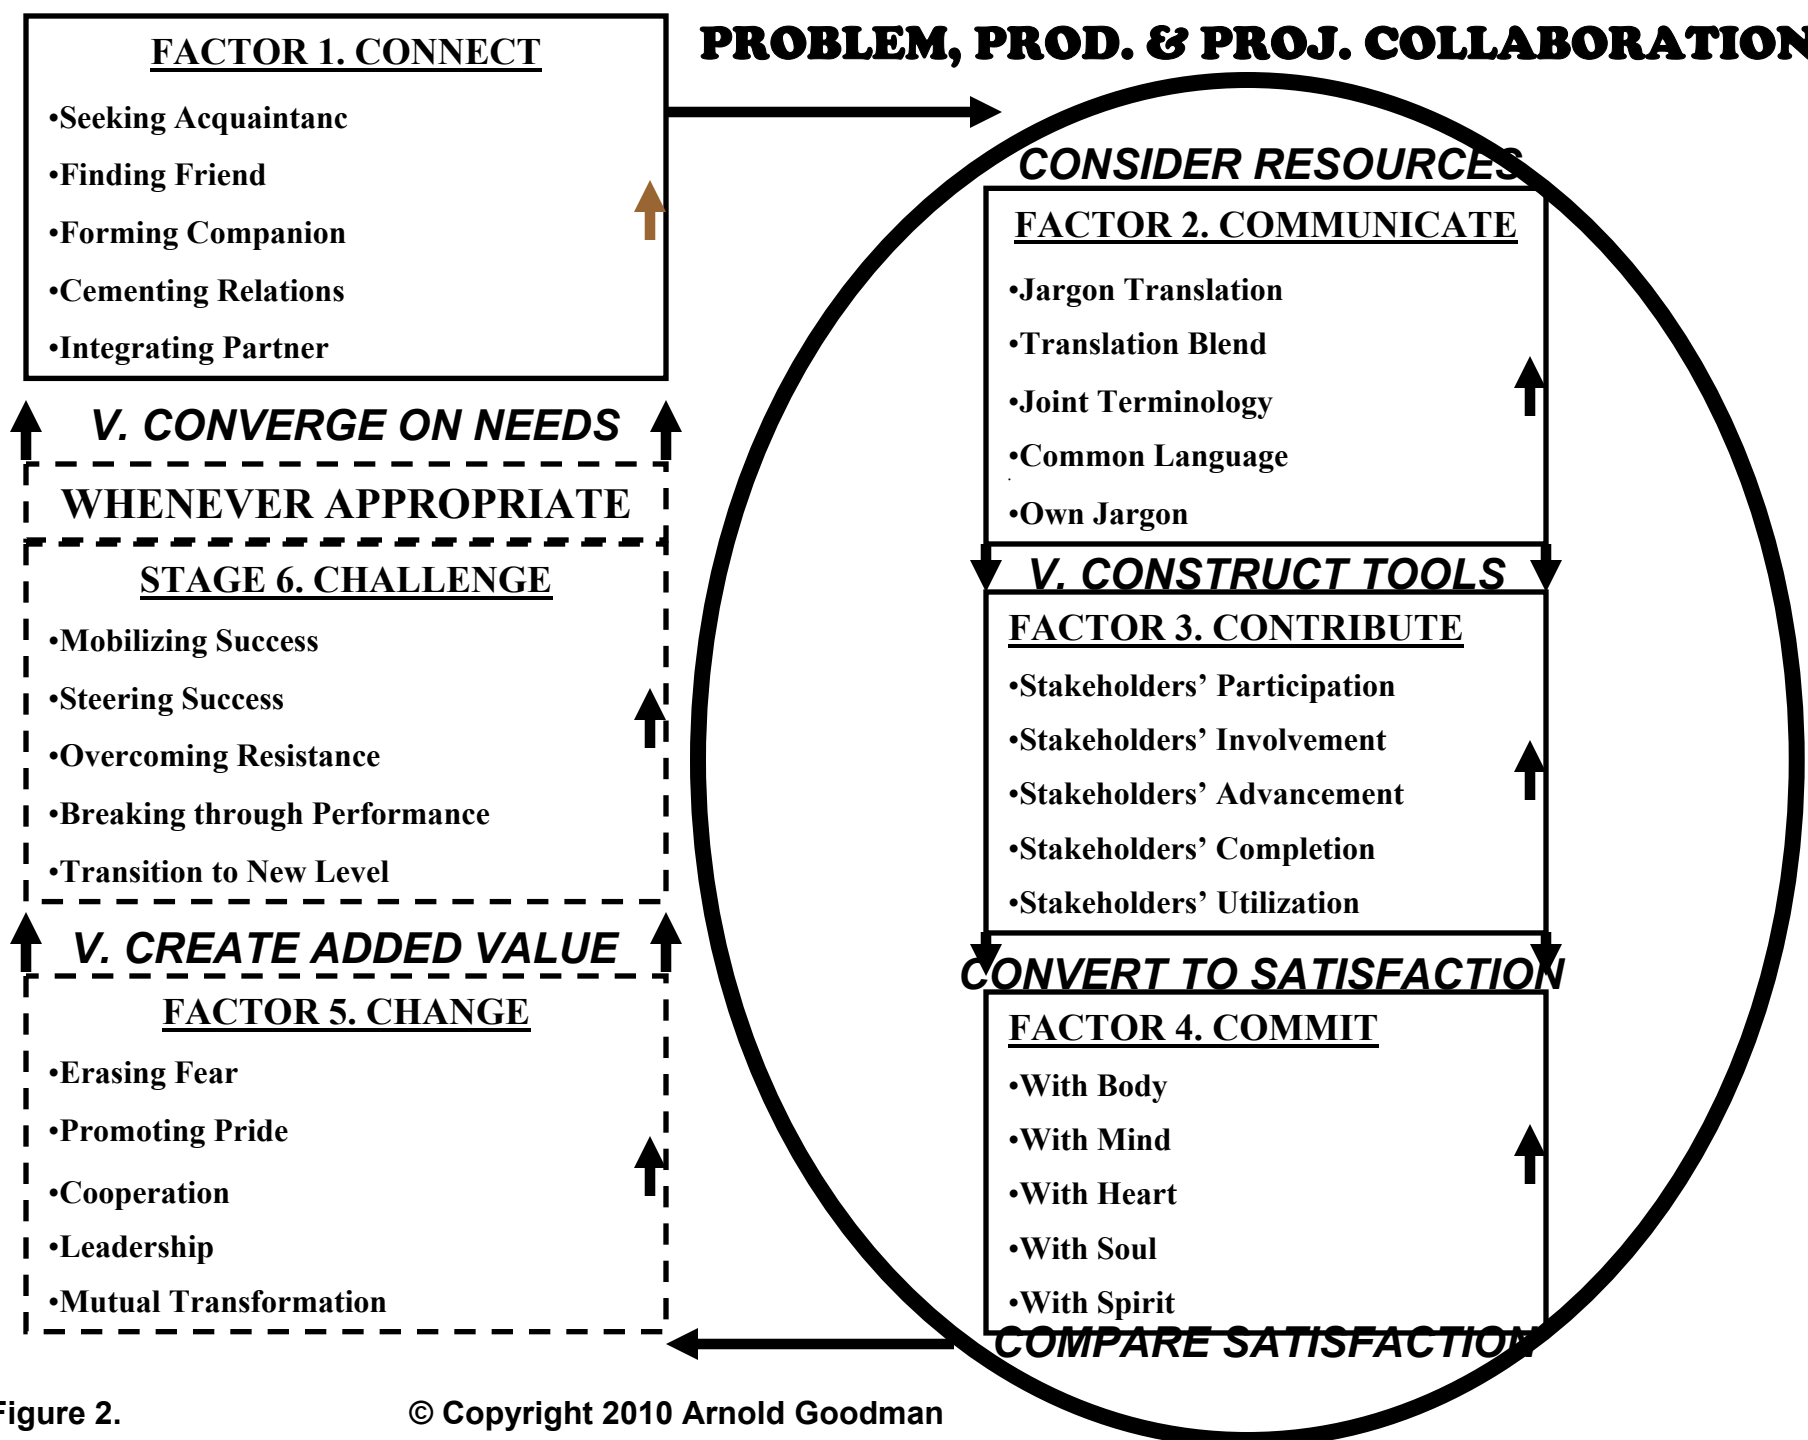 PROBLEM, PROD. & PROJ. COLLABORATION
FACTOR 1. CONNECT
•Seeking Acquaintanc
•Finding Friend
•Forming Companion
•Cementing Relations
•Integrating Partner
V. CONVERGE ON NEEDS
WHENEVER APPROPRIATE
STAGE 6. CHALLENGE
•Mobilizing Success
•Steering Success
•Overcoming Resistance
•Breaking through Performance
•Transition to New Level
V. CREATE ADDED VALUE
FACTOR 5. CHANGE
•Erasing Fear
•Promoting Pride
•Cooperation
•Leadership
•Mutual Transformation
CONSIDER RESOURCES
FACTOR 2. COMMUNICATE
•Jargon Translation
•Translation Blend
•Joint Terminology
•Common Language
•Own Jargon
V. CONSTRUCT TOOLS
FACTOR 3. CONTRIBUTE
•Stakeholders’ Participation
•Stakeholders’ Involvement
•Stakeholders’ Advancement
•Stakeholders’ Completion
•Stakeholders’ Utilization
CONVERT TO SATISFACTION
FACTOR 4. COMMIT
•With Body
•With Mind
•With Heart
•With Soul
•With Spirit
COMPARE SATISFACTION
Figure 2.
© Copyright 2010 Arnold Goodman